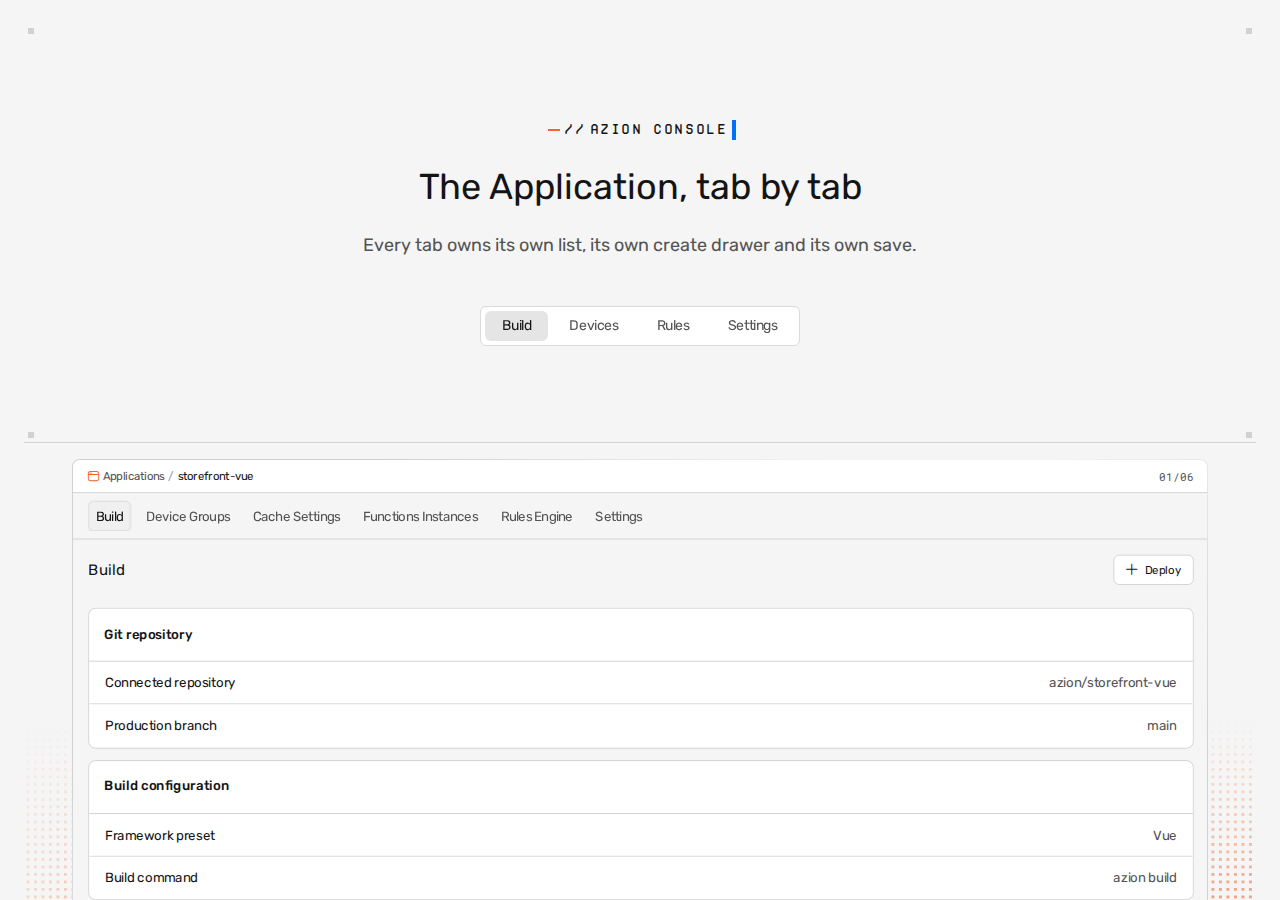 // AZION CONSOLE
The Application, tab by tab
Every tab owns its own list, its own create drawer and its own save.
Build Devices Rules Settings
Applications / storefront-vue 01/06
Build Device Groups Cache Settings Functions Instances Rules Engine Settings
Build + Deploy
Git repository
Connected repository azion/storefront-vue
Production branch main
Build configuration
Framework preset Vue
Build command azion build